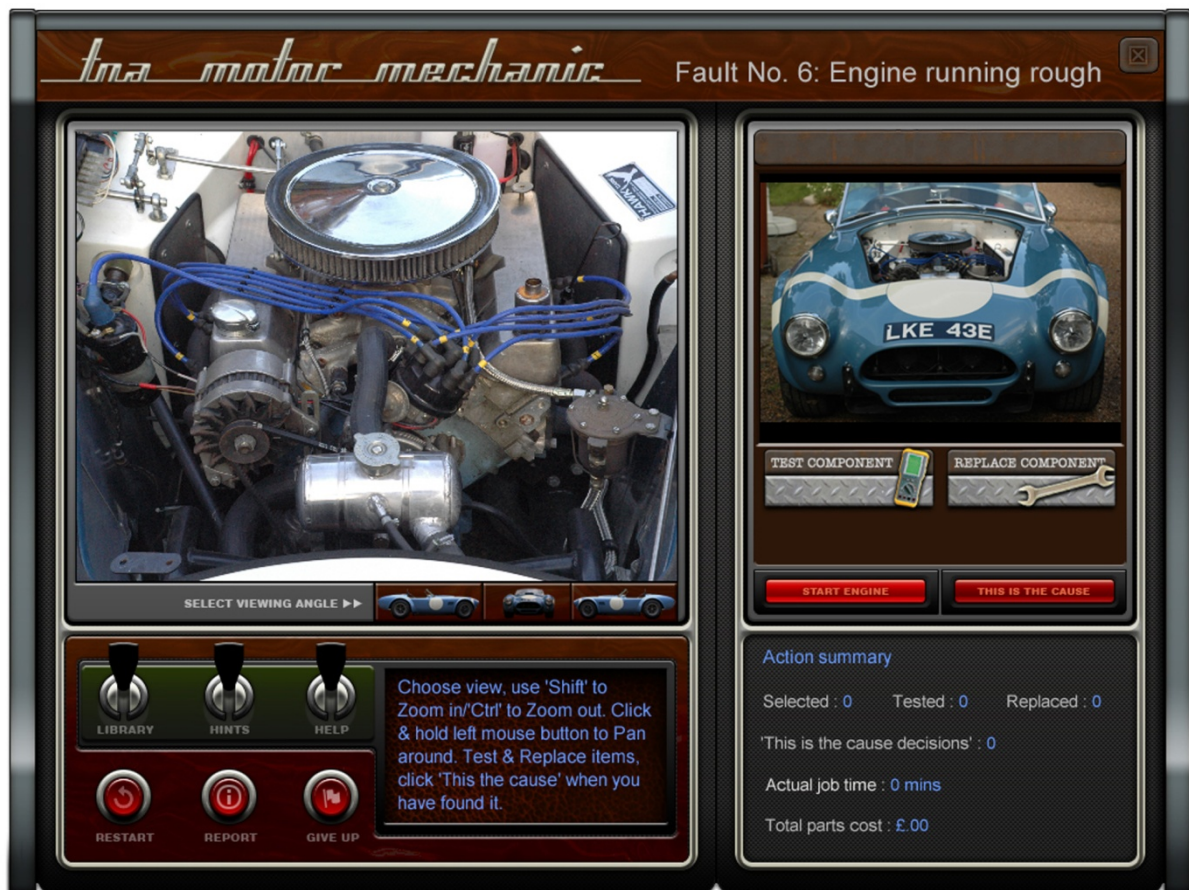 tna motor mechanic
Fault No. 6: Engine running rough
HAWK
LKE 43E
TEST COMPONENT
REPLACE COMPONENT
SELECT VIEWING ANGLE ▶▶
START ENGINE
THIS IS THE CAUSE
LIBRARY
HINTS
HELP
RESTART
REPORT
GIVE UP
Choose view, use 'Shift' to
Zoom in/'Ctrl' to Zoom out. Click
& hold left mouse button to Pan
around. Test & Replace items,
click 'This the cause' when you
have found it.
Action summary
Selected : 0 Tested : 0 Replaced : 0
'This is the cause decisions' : 0
Actual job time : 0 mins
Total parts cost : £.00